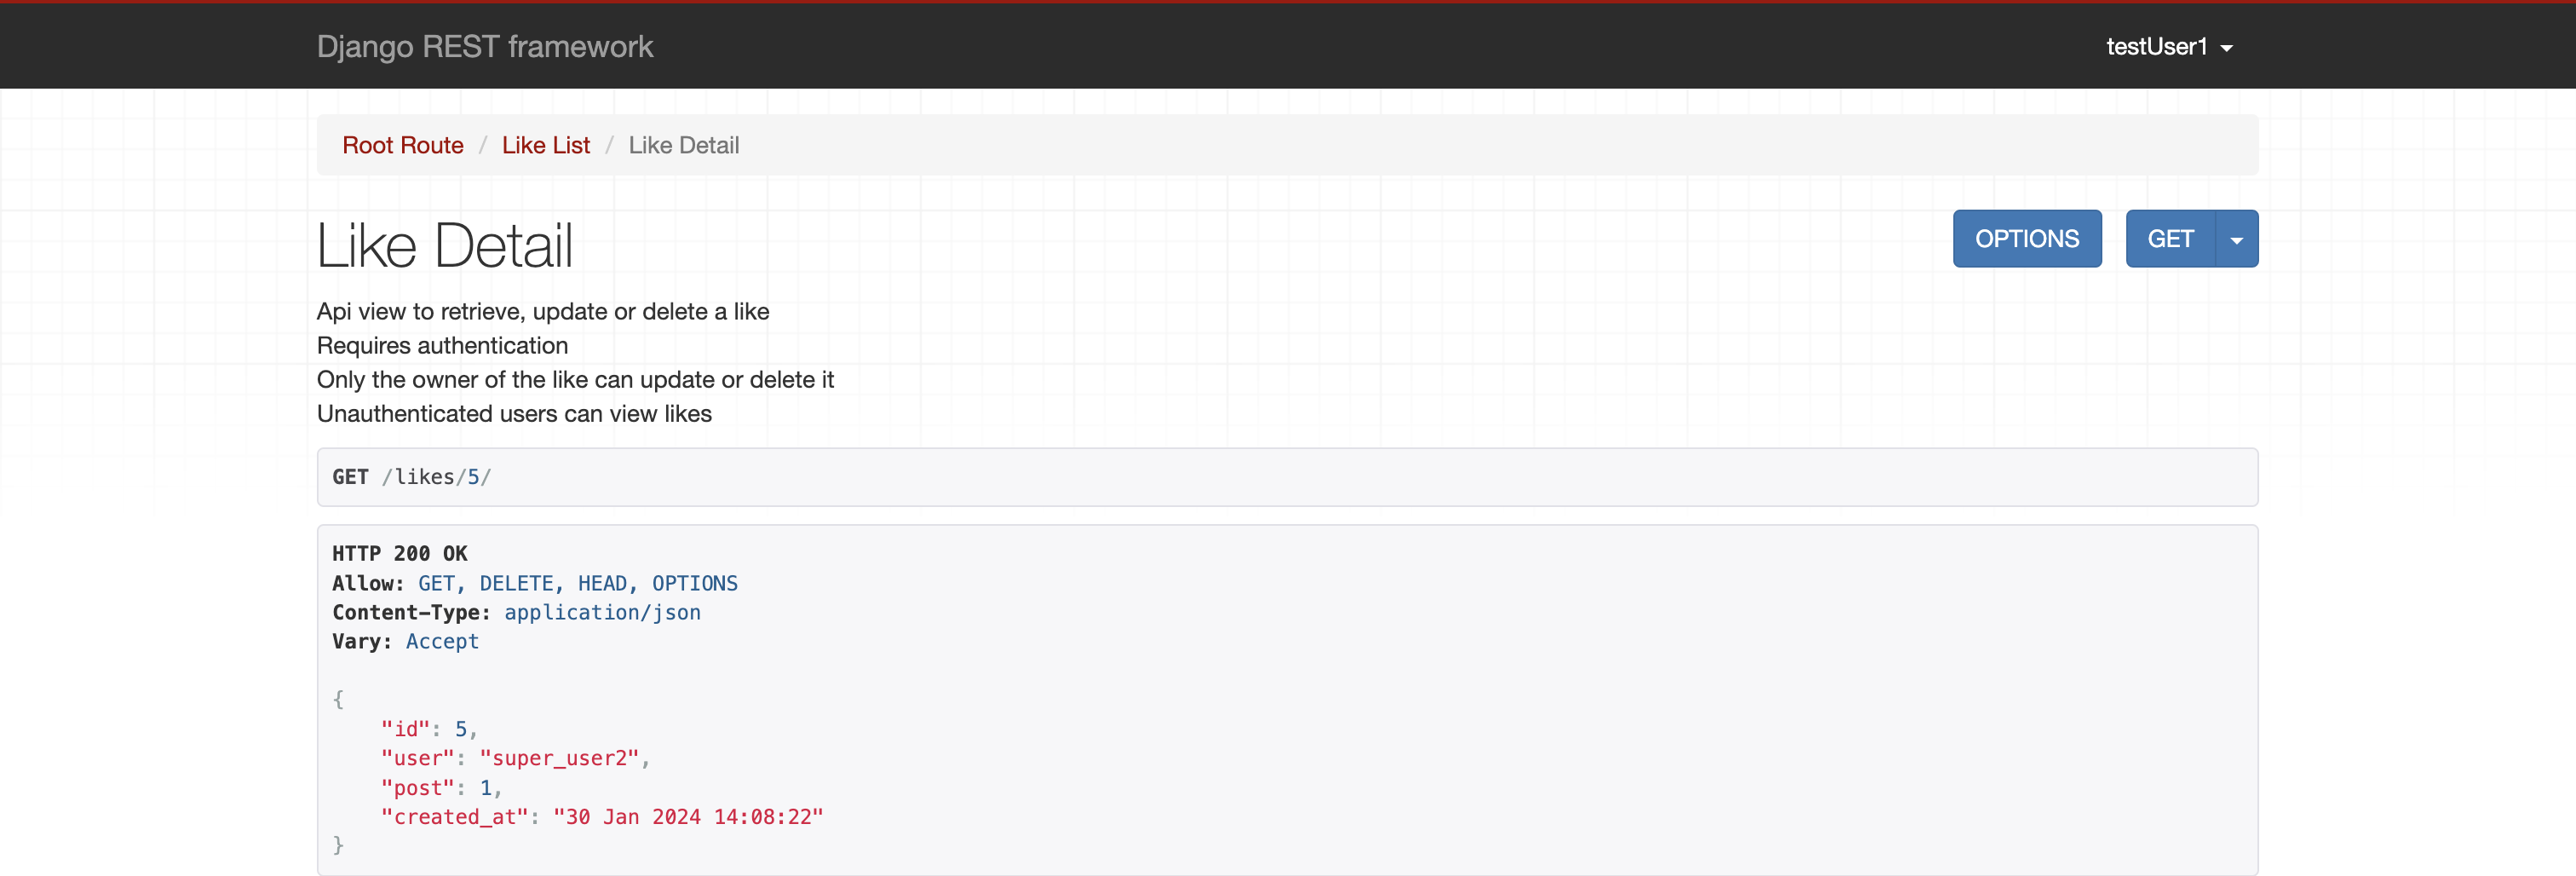 Django REST framework
testUser1
Root Route / Like List / Like Detail
Like Detail
OPTIONS
GET
Api view to retrieve, update or delete a like
Requires authentication
Only the owner of the like can update or delete it
Unauthenticated users can view likes
GET /likes/5/
HTTP 200 OK
Allow: GET, DELETE, HEAD, OPTIONS
Content-Type: application/json
Vary: Accept
{
    "id": 5,
    "user": "super_user2",
    "post": 1,
    "created_at": "30 Jan 2024 14:08:22"
}